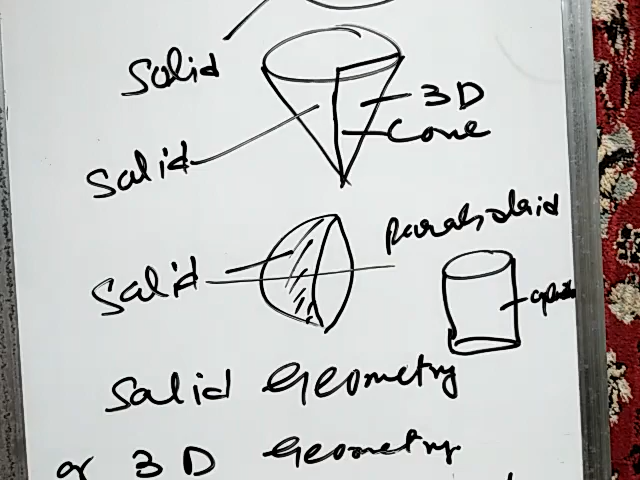 Solid
3D
Cone
Solid
Paraboloid
Solid
Solid Geometry
or 3D Geometry